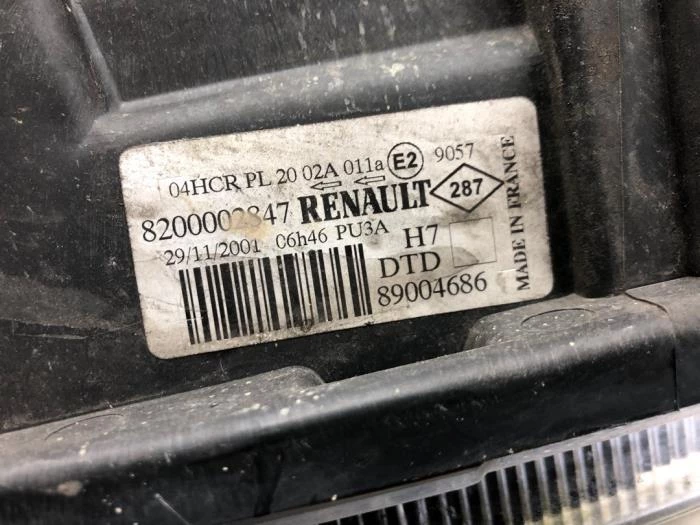 04HCR PL 20 02A 011a E2 9057
8200002847 RENAULT 287
29/11/2001 06h46 PU3A H7
DTD
89004686
MADE IN FRANCE